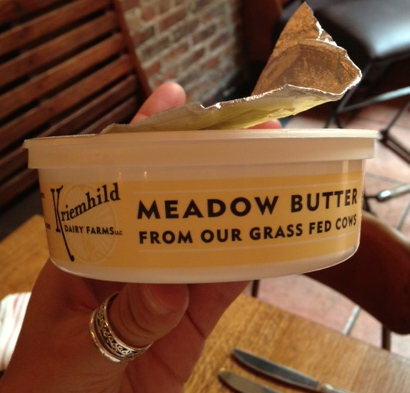 Kriemhild
DAIRY FARMS LLC
MEADOW BUTTER
FROM OUR GRASS FED COWS